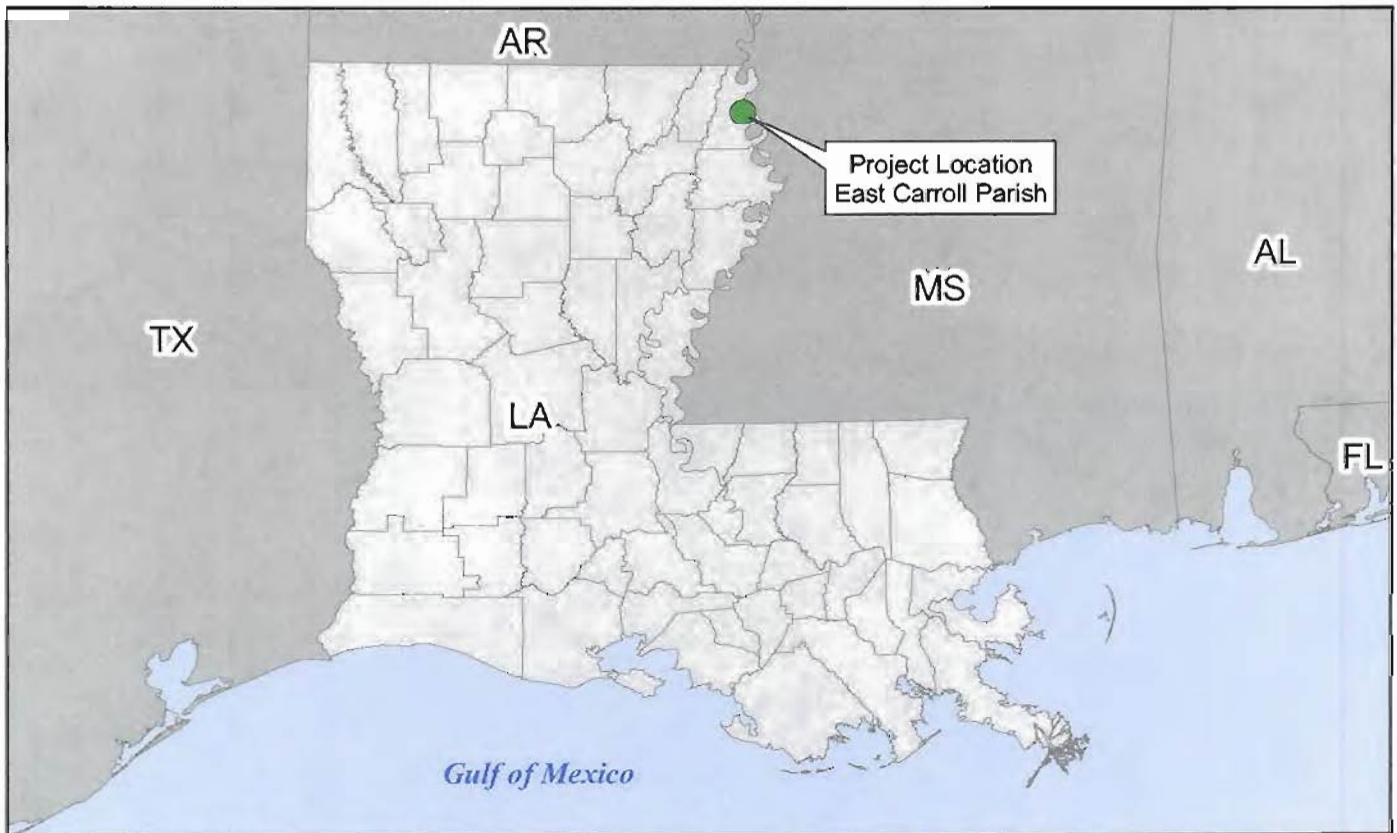 AR
Project Location
East Carroll Parish
AL
MS
TX
LA
FL
Gulf of Mexico